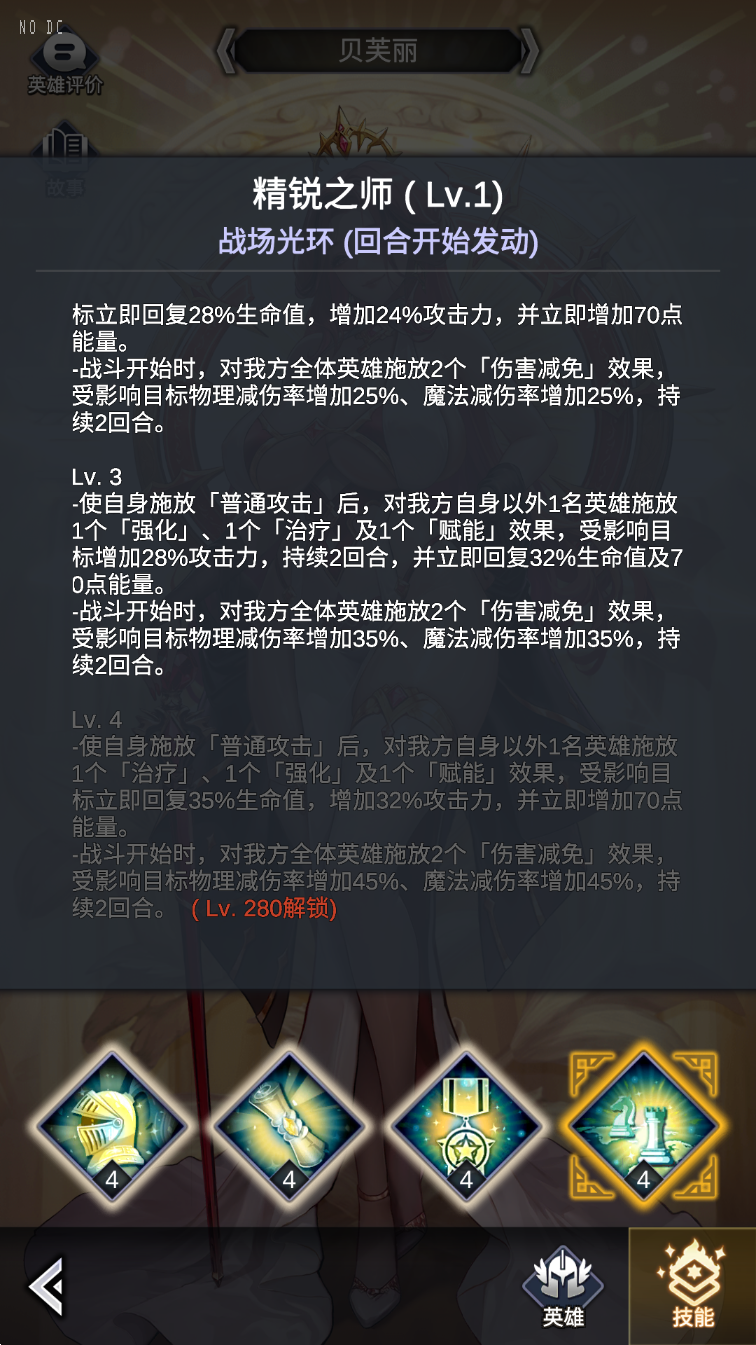 NO DC
贝芙丽
英雄评价
故事
精锐之师 ( Lv.1)
战场光环 (回合开始发动)
标立即回复28%生命值，增加24%攻击力，并立即增加70点
能量。
-战斗开始时，对我方全体英雄施放2个「伤害减免」效果，
受影响目标物理减伤率增加25%、魔法减伤率增加25%，持
续2回合。
Lv. 3
-使自身施放「普通攻击」后，对我方自身以外1名英雄施放
1个「强化」、1个「治疗」及1个「赋能」效果，受影响目
标增加28%攻击力，持续2回合，并立即回复32%生命值及7
0点能量。
-战斗开始时，对我方全体英雄施放2个「伤害减免」效果，
受影响目标物理减伤率增加35%、魔法减伤率增加35%，持
续2回合。
Lv. 4
-使自身施放「普通攻击」后，对我方自身以外1名英雄施放
1个「治疗」、1个「强化」及1个「赋能」效果，受影响目
标立即回复35%生命值，增加32%攻击力，并立即增加70点
能量。
-战斗开始时，对我方全体英雄施放2个「伤害减免」效果，
受影响目标物理减伤率增加45%、魔法减伤率增加45%，持
续2回合。 ( Lv. 280解锁)
4
4
4
4
英雄
技能